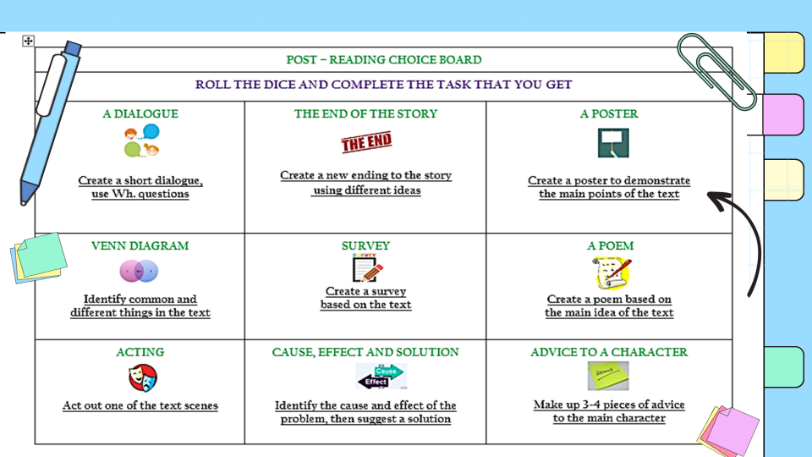 POST – READING CHOICE BOARD
ROLL THE DICE AND COMPLETE THE TASK THAT YOU GET
A DIALOGUE
Create a short dialogue,
use Wh. questions
THE END OF THE STORY
THE END
Create a new ending to the story
using different ideas
A POSTER
Create a poster to demonstrate
the main points of the text
VENN DIAGRAM
Identify common and
different things in the text
SURVEY
SURVEY
Create a survey
based on the text
A POEM
Create a poem based on
the main idea of the text
ACTING
Act out one of the text scenes
CAUSE, EFFECT AND SOLUTION
Cause
Effect
Identify the cause and effect of the
problem, then suggest a solution
ADVICE TO A CHARACTER
Make up 3-4 pieces of advice
to the main character